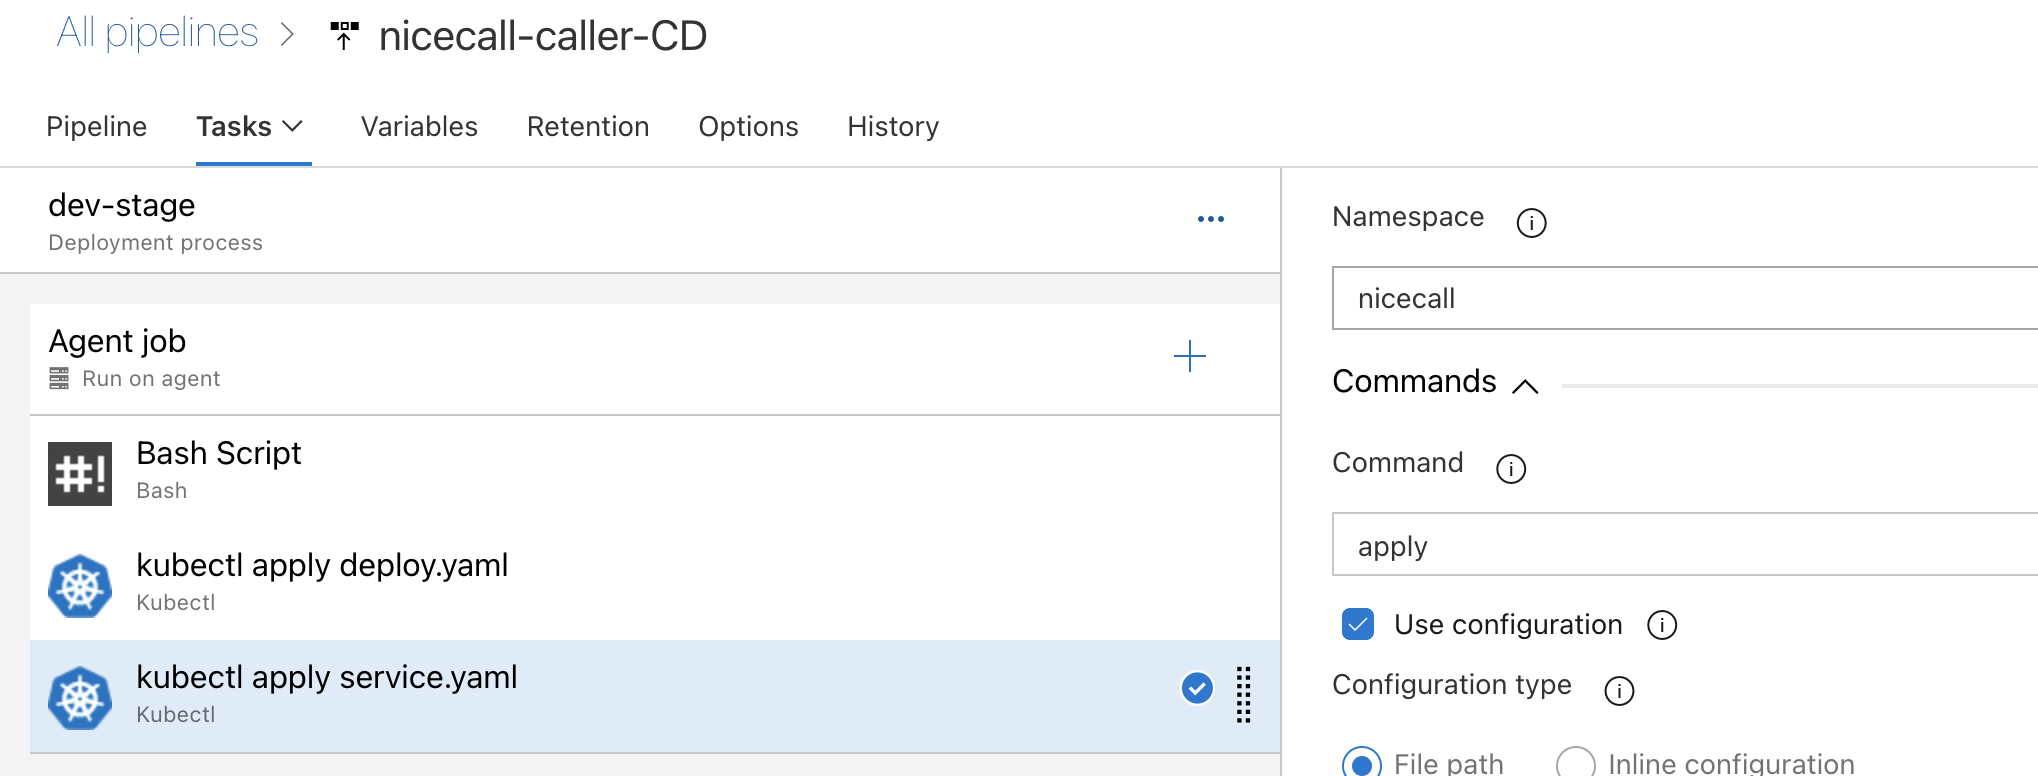 All pipelines > nicecall-caller-CD
Pipeline Tasks Variables Retention Options History
dev-stage
Deployment process
Agent job
Run on agent
#!
Bash Script
Bash
kubectl apply deploy.yaml
Kubectl
kubectl apply service.yaml
Kubectl
Namespace
nicecall
Commands
Command
apply
Use configuration
Configuration type
File path Inline configuration